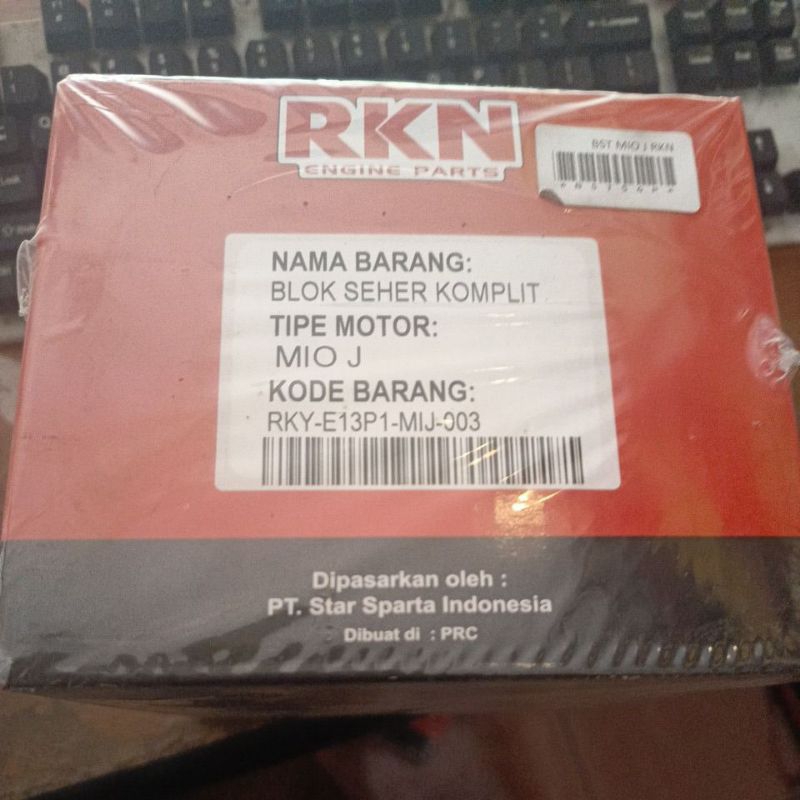 RKN
ENGINE PARTS
BST MIO J RKN
NAMA BARANG:
BLOK SEHER KOMPLIT
TIPE MOTOR:
MIO J
KODE BARANG:
RKY-E13P1-MIJ-003
Dipasarkan oleh :
PT. Star Sparta Indonesia
Dibuat di : PRC